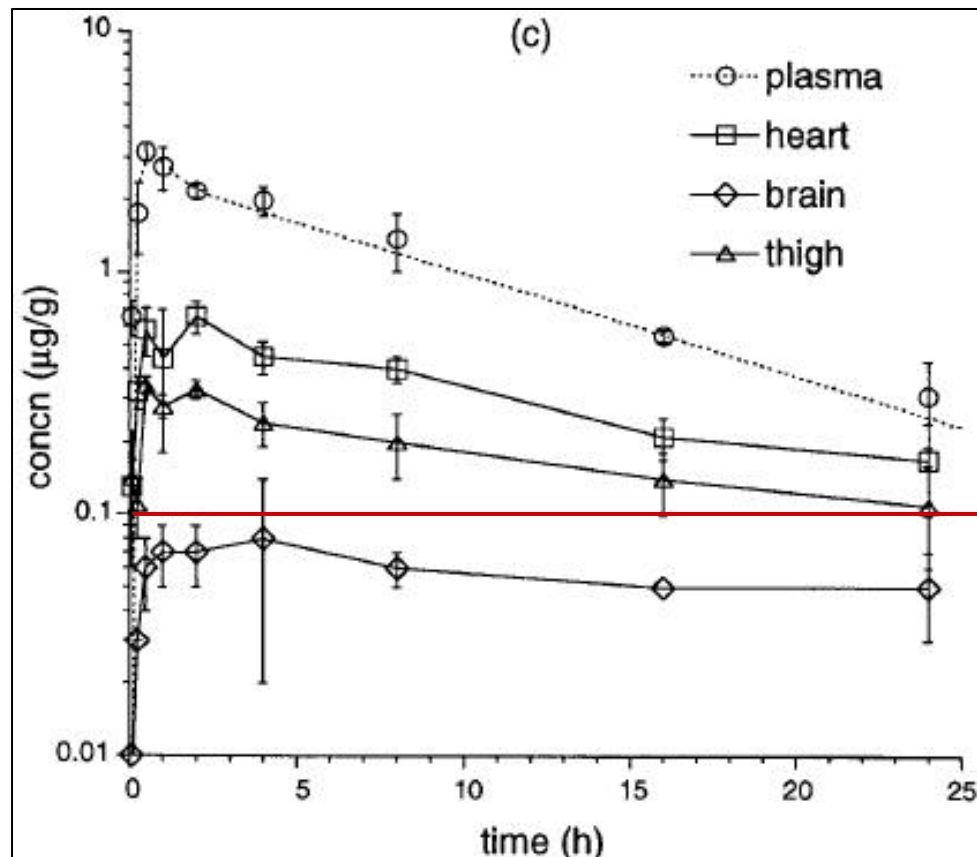 (c)
10
1
0.1
0.01
concn (µg/g)
plasma
heart
brain
thigh
0 5 10 15 20 25
time (h)